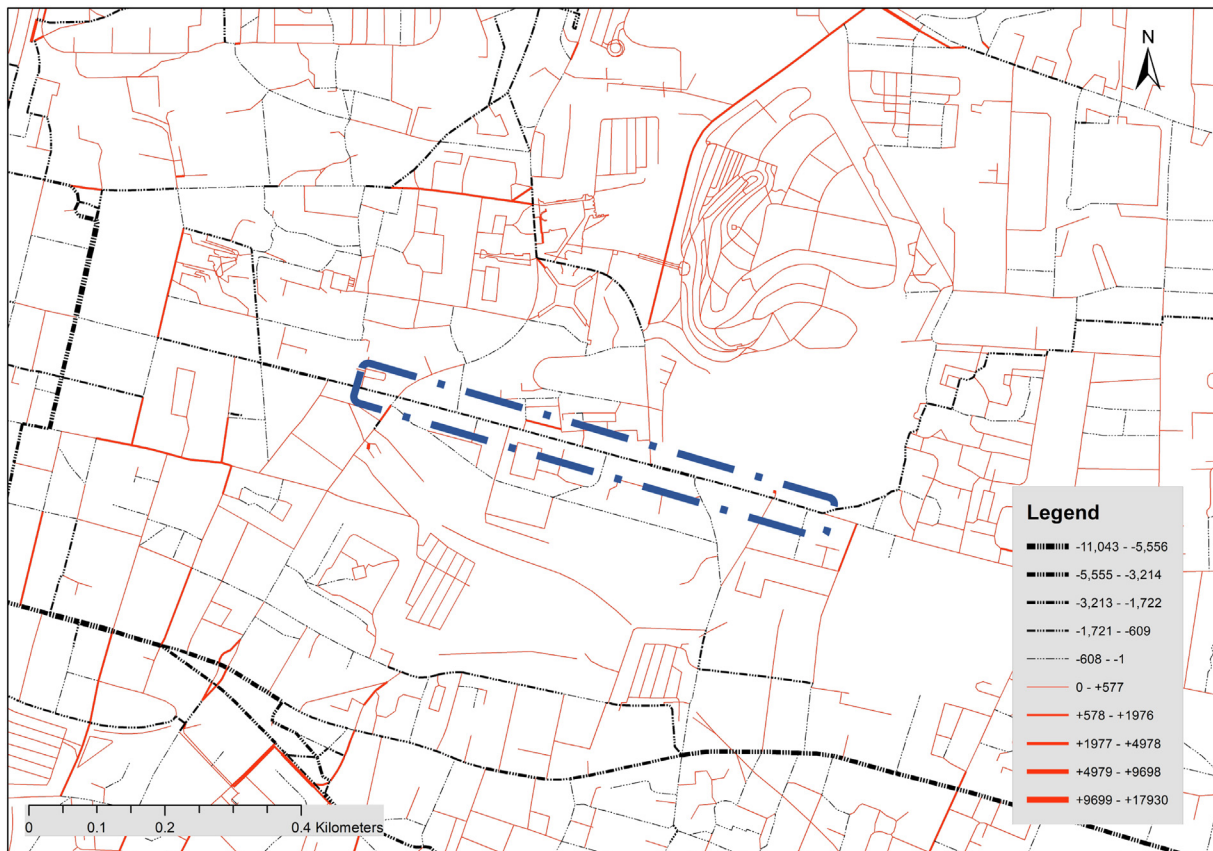 N
Legend
-11,043 - -5,556
-5,555 - -3,214
-3,213 - -1,722
-1,721 - -609
-608 - -1
0 - +577
+578 - +1976
+1977 - +4978
+4979 - +9698
+9699 - +17930
0 0.1 0.2 0.4 Kilometers